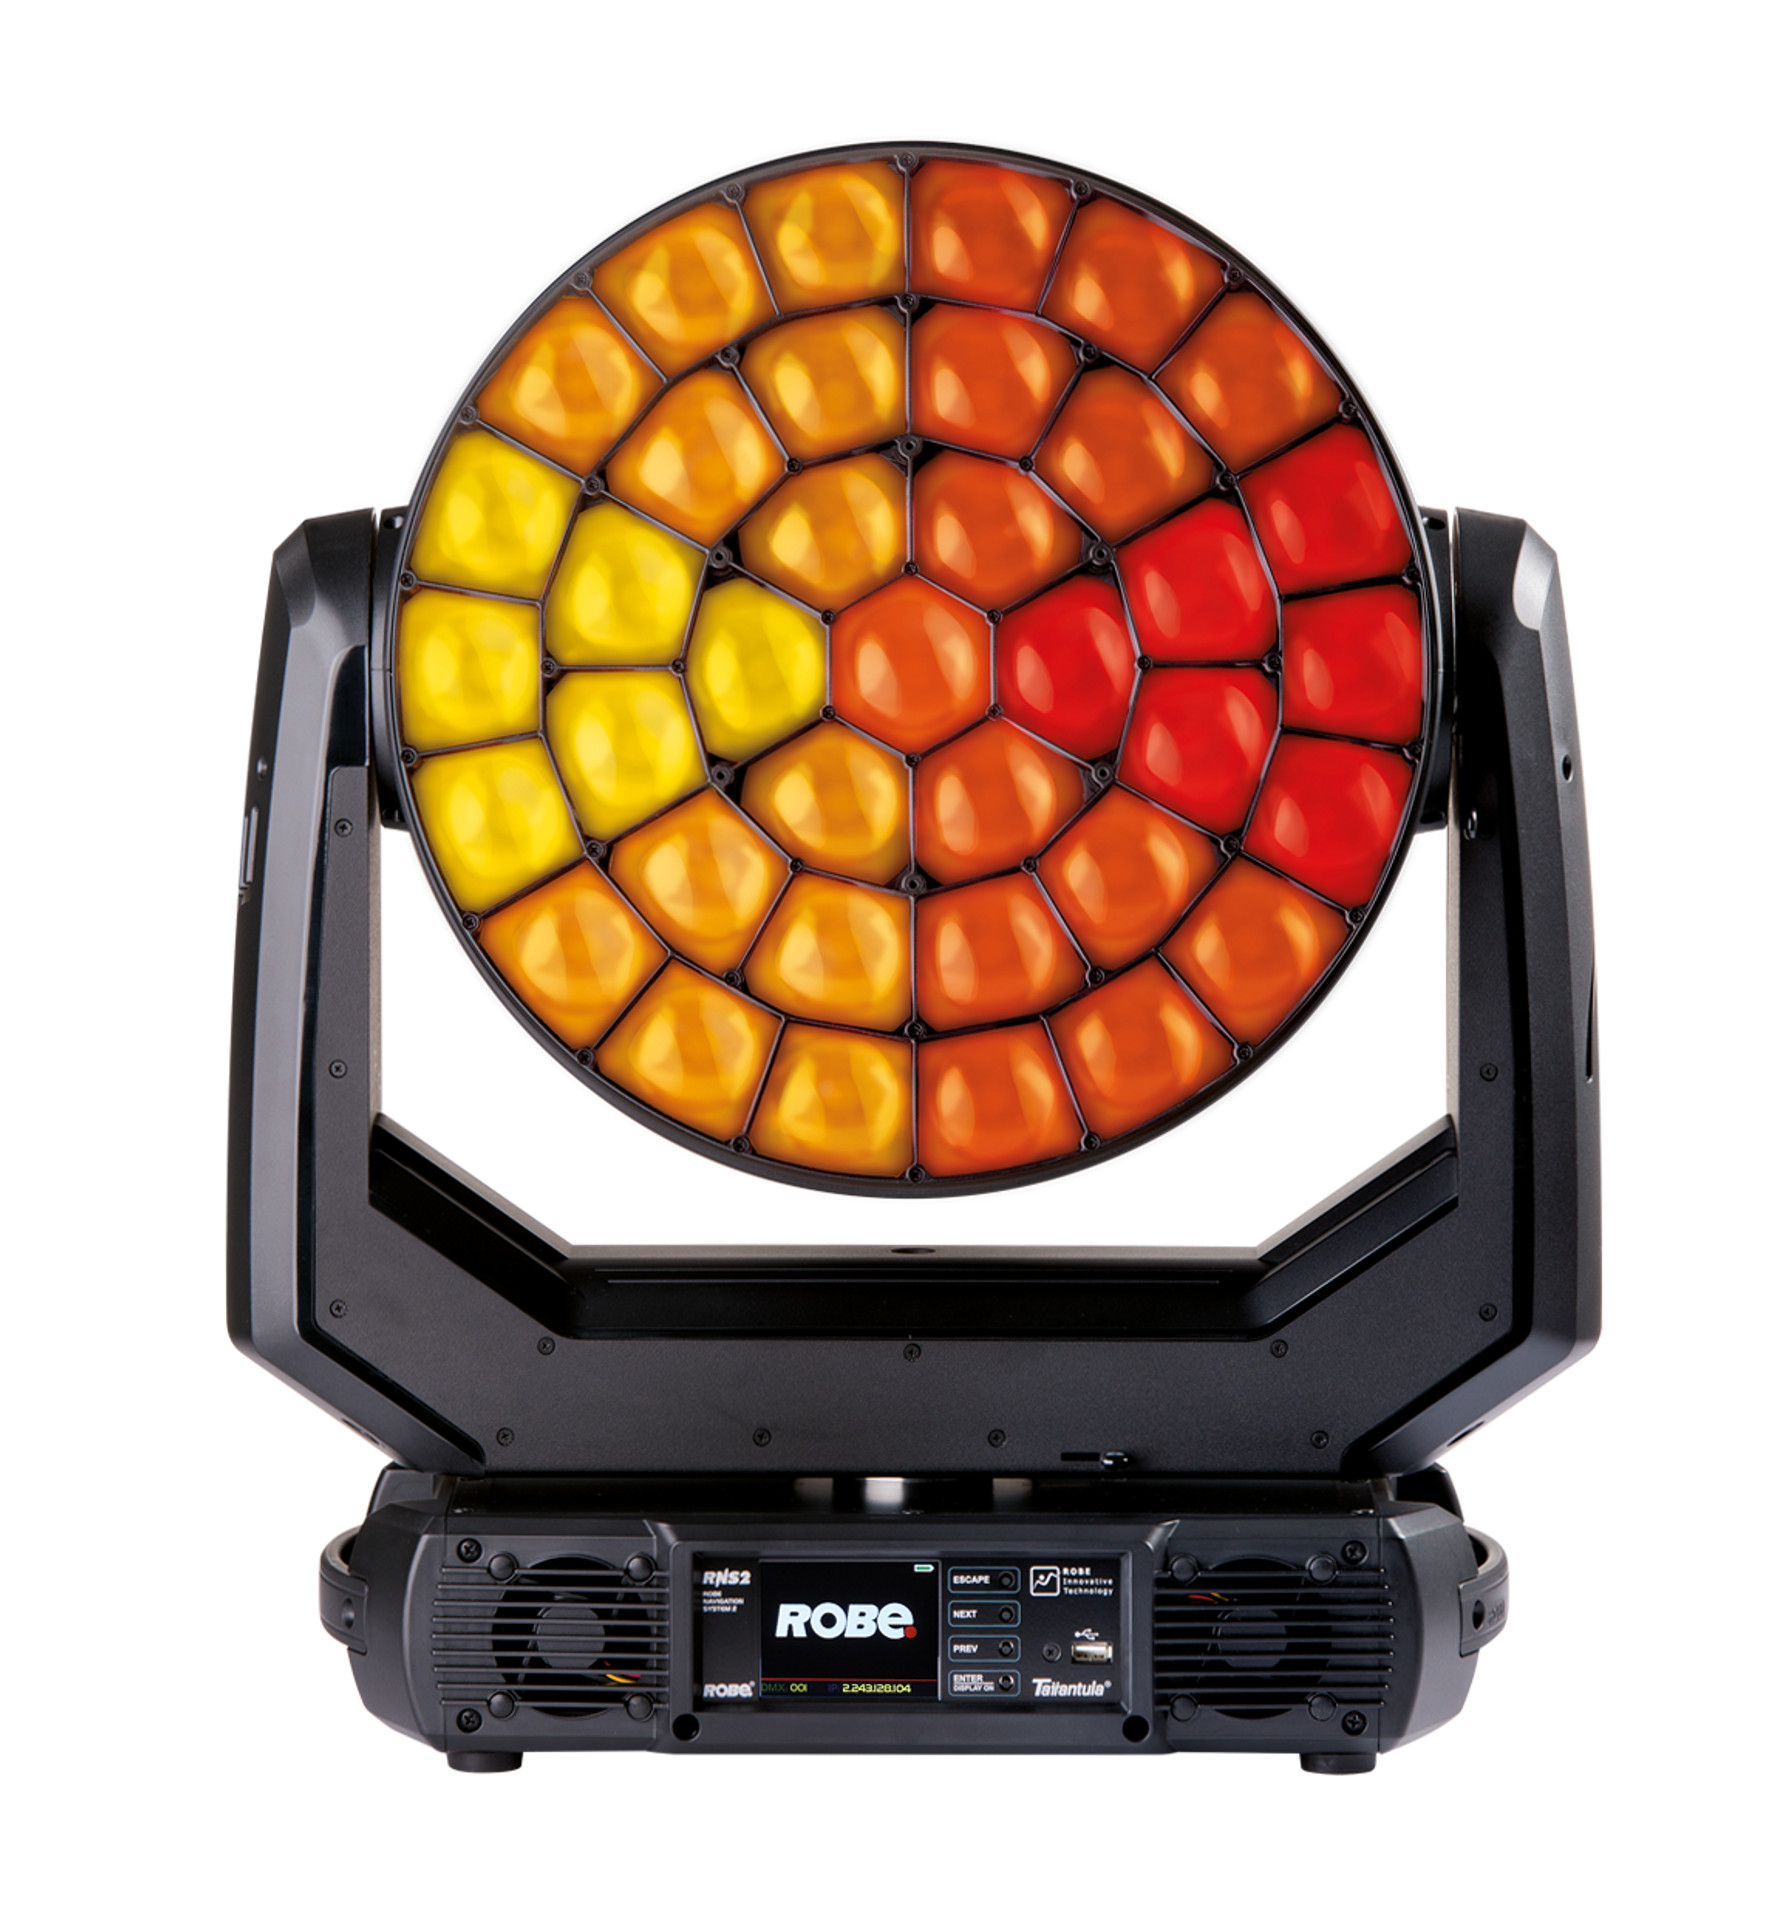 RNS2
ROBE
NAVIGATION
SYSTEM 2
ROBE.
ROBE®
DMX: 001 IP: 2.243.128.104
ESCAPE
NEXT
PREV
ENTER
DISPLAY ON
ROBE
Innovative
Technology
Tarrantula®